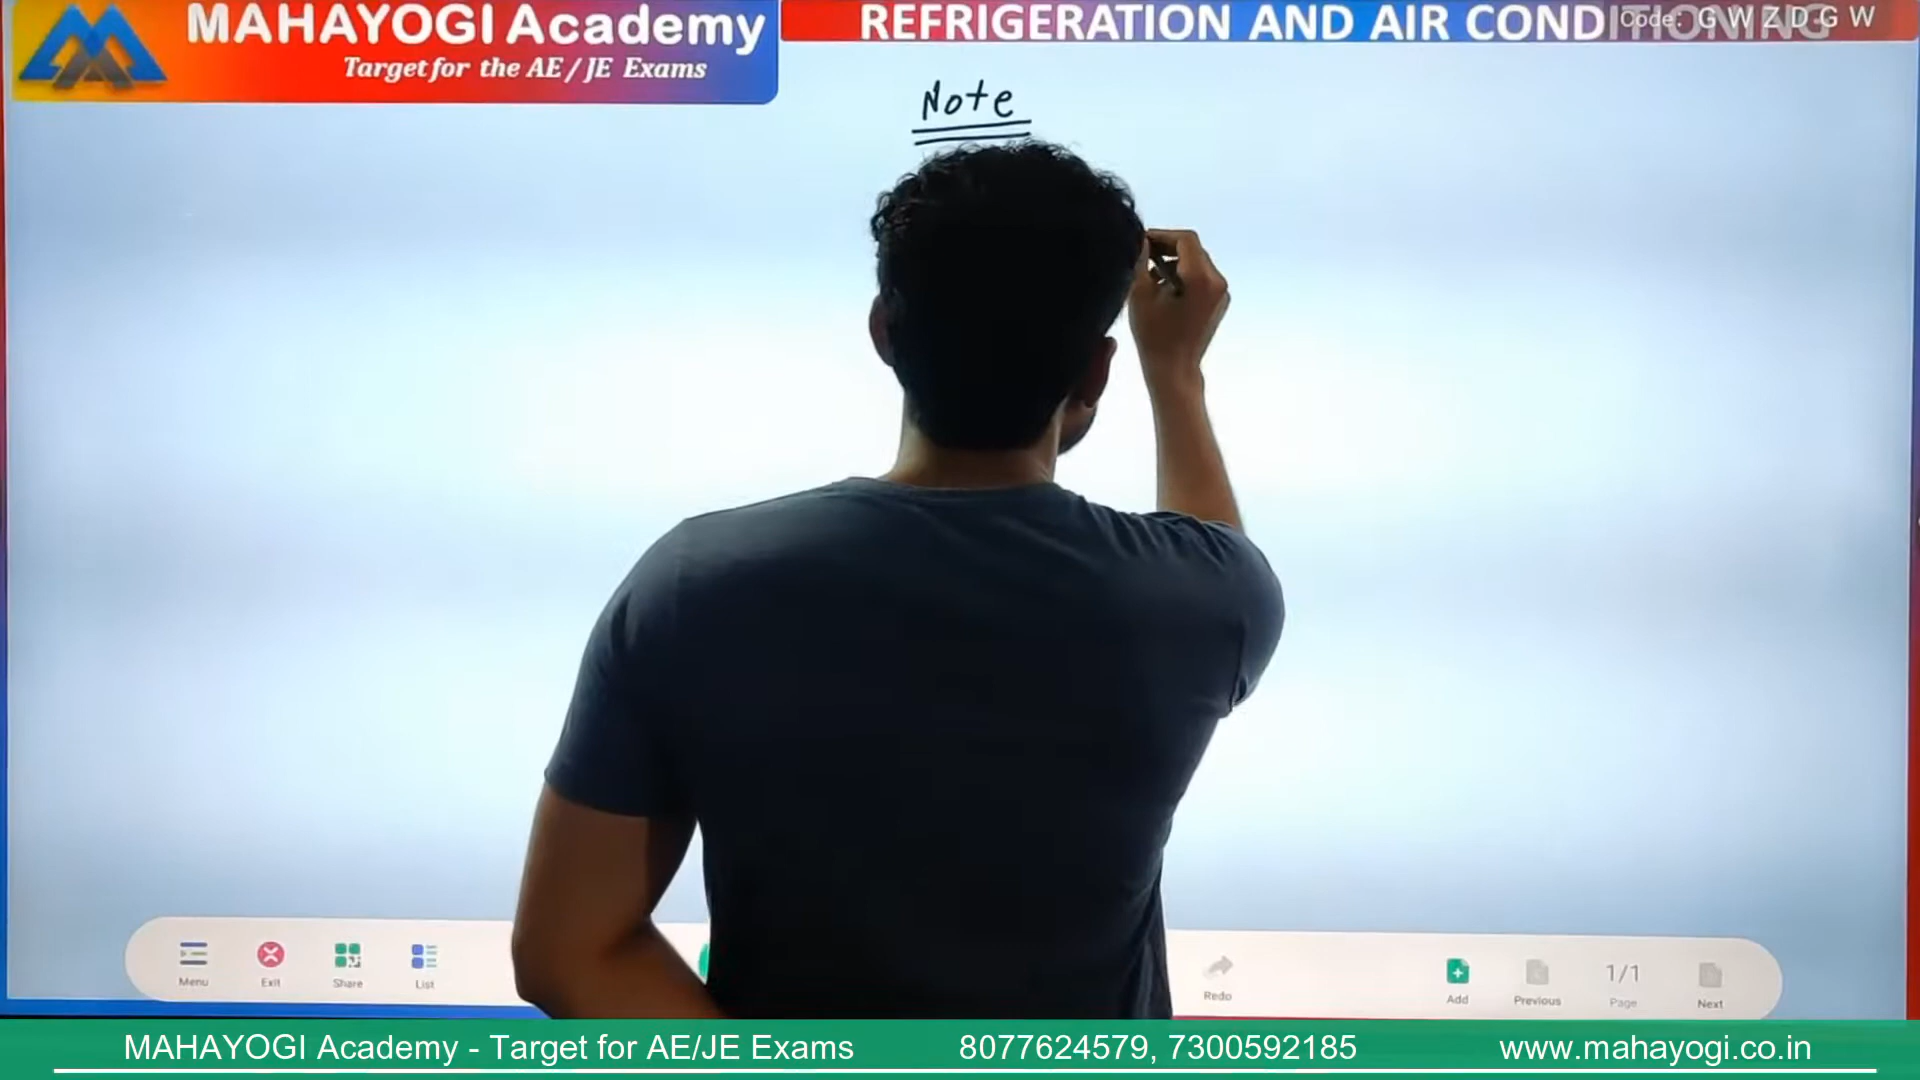 MAHAYOGI Academy
Target for the AE / JE Exams
REFRIGERATION AND AIR CONDITIONING
Code: G W Z D G W
Note
Menu
Exit
Share
List
Redo
Add
Previous
1/1
Page
Next
MAHAYOGI Academy - Target for AE/JE Exams 8077624579, 7300592185 www.mahayogi.co.in